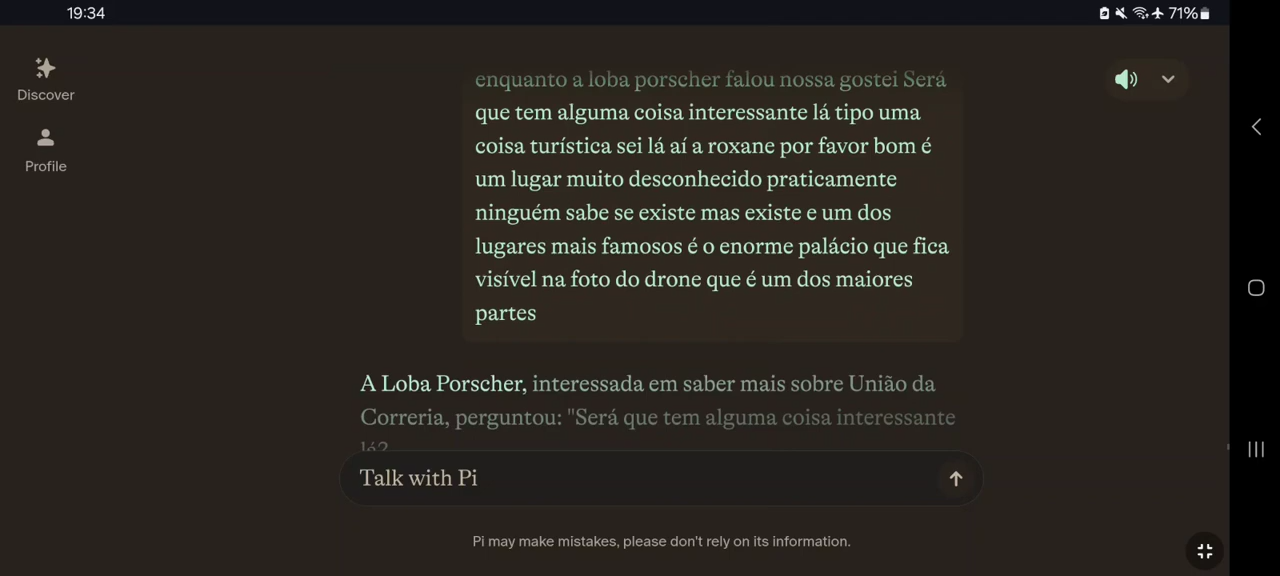 19:34
71%
Discover
Profile
enquanto a loba porscher falou nossa gostei Será
que tem alguma coisa interessante lá tipo uma
coisa turística sei lá aí a roxane por favor bom é
um lugar muito desconhecido praticamente
ninguém sabe se existe mas existe e um dos
lugares mais famosos é o enorme palácio que fica
visível na foto do drone que é um dos maiores
partes
A Loba Porscher, interessada em saber mais sobre União da
Correria, perguntou: "Será que tem alguma coisa interessante
lá?
Talk with Pi
Pi may make mistakes, please don't rely on its information.